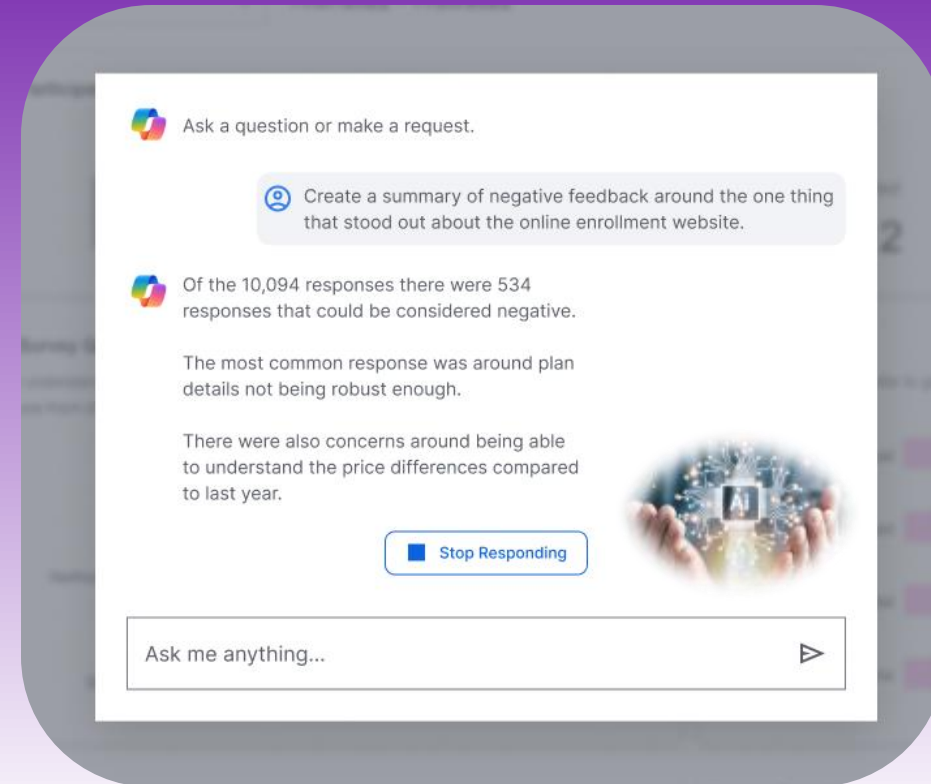 Ask a question or make a request.
Create a summary of negative feedback around the one thing
that stood out about the online enrollment website.
Of the 10,094 responses there were 534
responses that could be considered negative.
The most common response was around plan
details not being robust enough.
There were also concerns around being able
to understand the price differences compared
to last year.
AI
Stop Responding
Ask me anything...